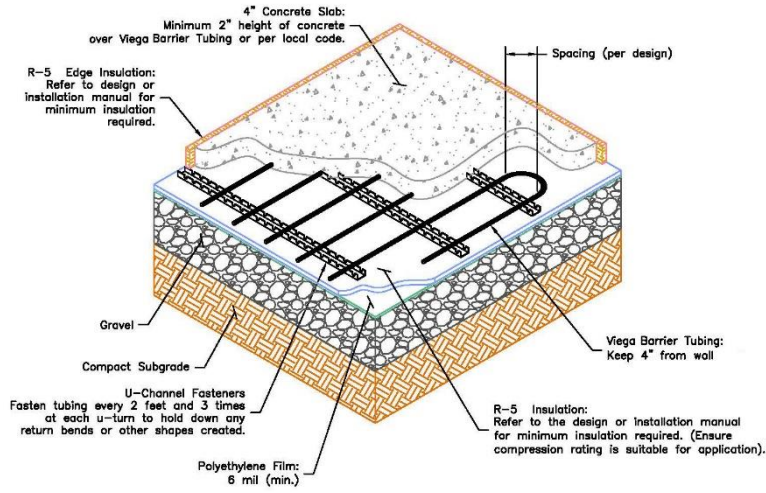 4" Concrete Slab:
Minimum 2" height of concrete
over Viega Barrier Tubing or per local code.
Spacing (per design)
R-5 Edge Insulation:
Refer to design or
installation manual for
minimum insulation
required.
Gravel
Compact Subgrade
U-Channel Fasteners
Fasten tubing every 2 feet and 3 times
at each u-turn to hold down any
return bends or other shapes created.
Polyethylene Film:
6 mil (min.)
Viega Barrier Tubing:
Keep 4" from wall
R-5 Insulation:
Refer to the design or installation manual
for minimum insulation required. (Ensure
compression rating is suitable for application).